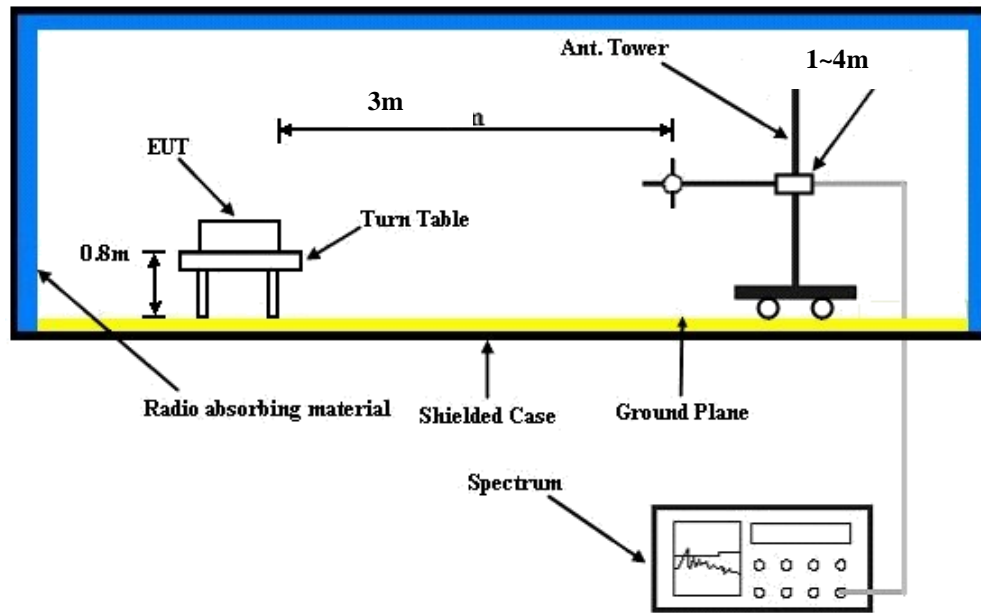 Ant. Tower
1~4m
3m
EUT
Turn Table
0.8m
Radio absorbing material
Shielded Case
Ground Plane
Spectrum